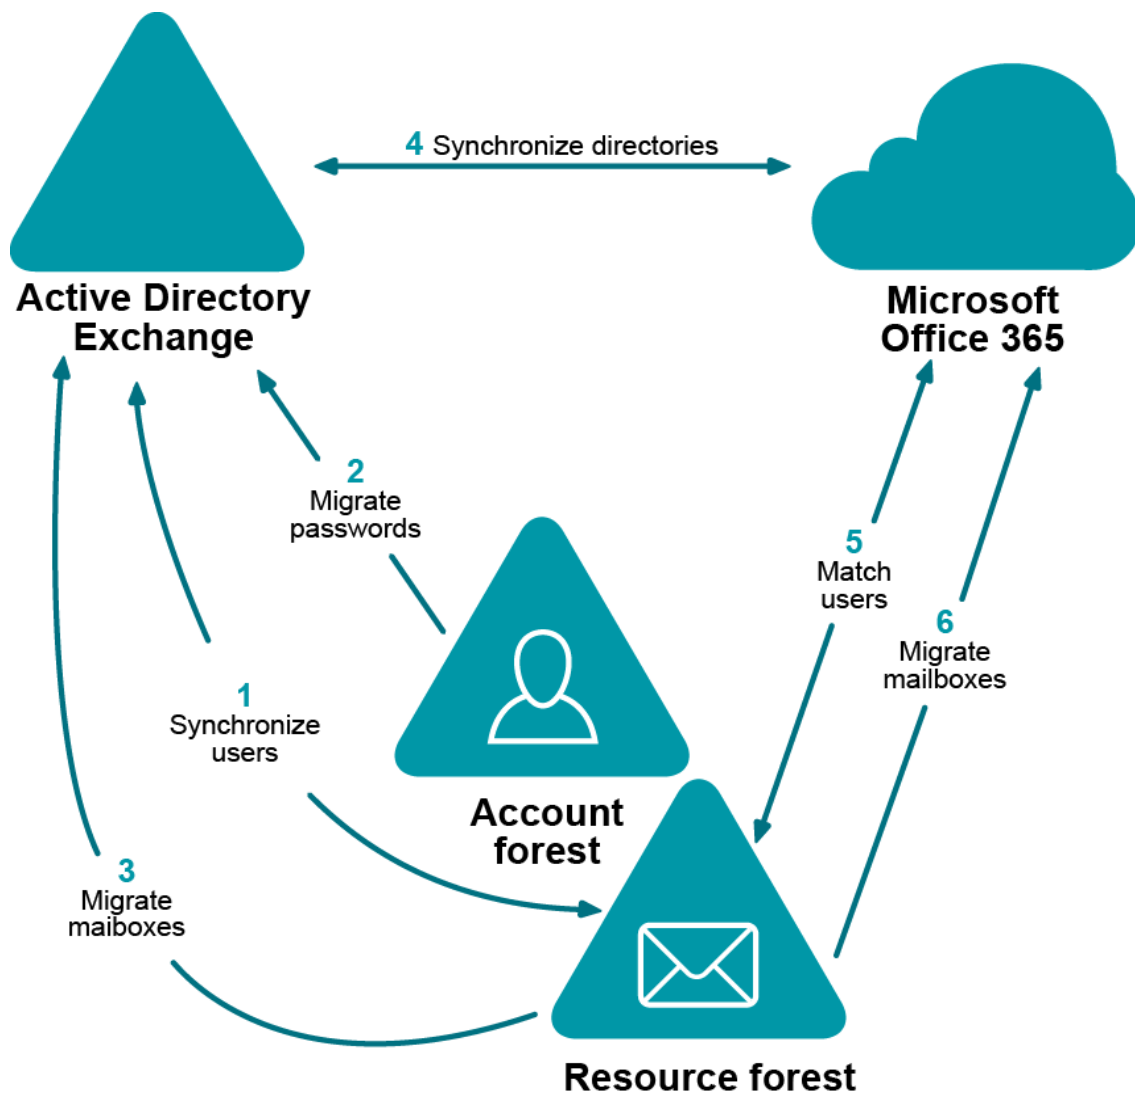 4 Synchronize directories
Active Directory
Exchange
Microsoft
Office 365
2
Migrate
passwords
5
Match
users
6
Migrate
mailboxes
1
Synchronize
users
Account
forest
3
Migrate
maiboxes
Resource forest